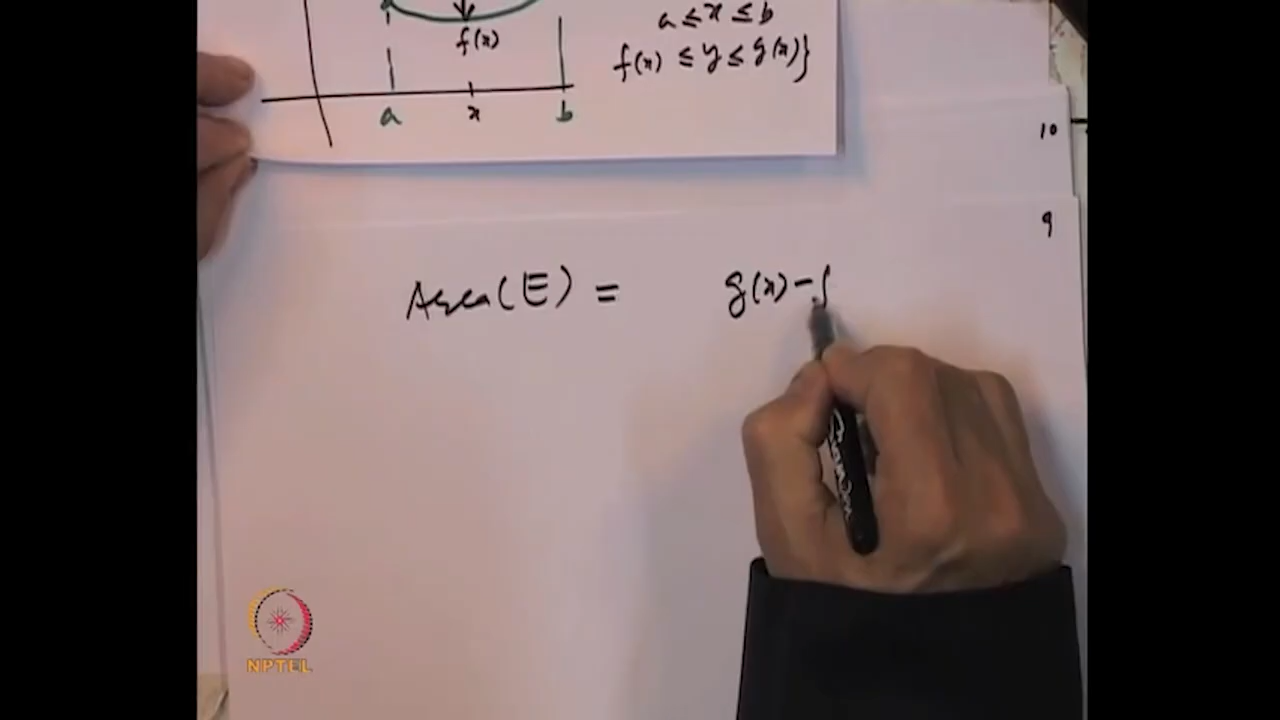 a ≤ x ≤ b
f(x)
f(x) ≤ y ≤ g(x)}
a x b
10
9
Area(E) = g(x) - f
NPTEL